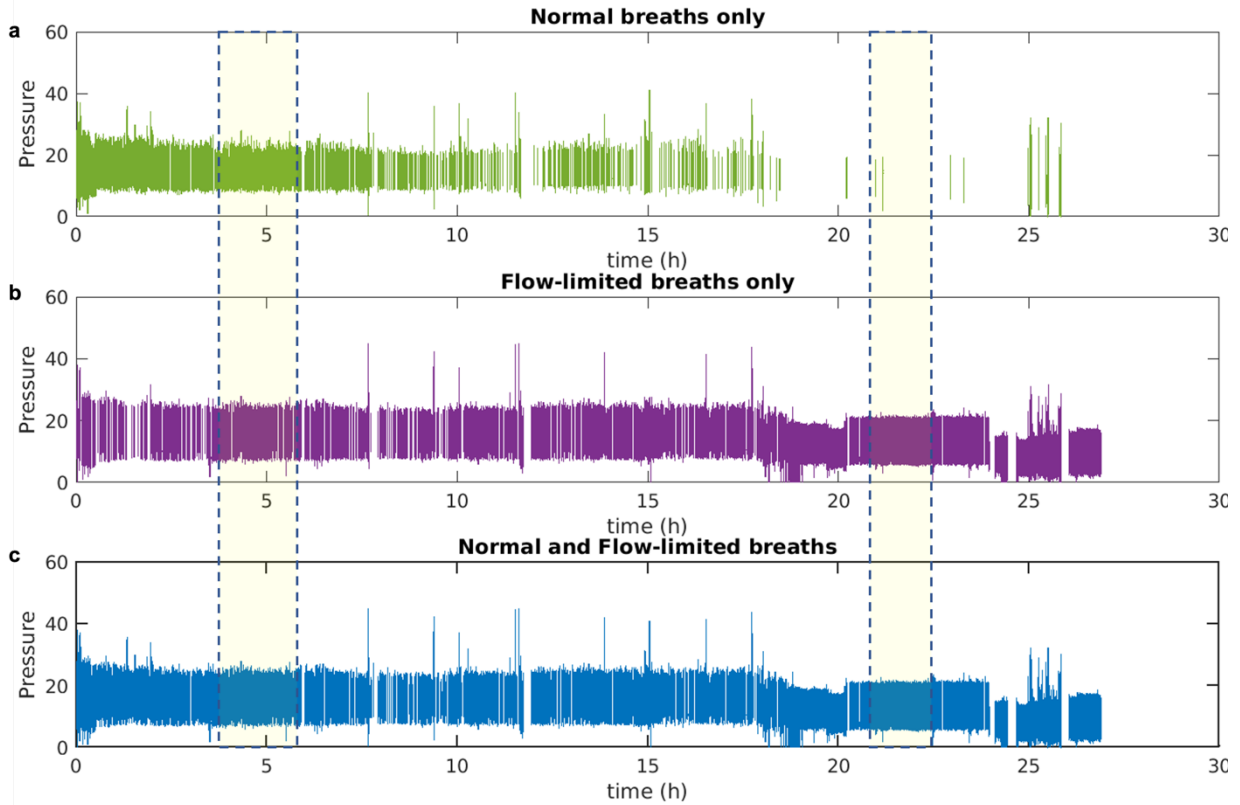 a
Normal breaths only
60
40
20
0
Pressure
0 5 10 15 20 25 30
time (h)
b
Flow-limited breaths only
60
40
20
0
Pressure
0 5 10 15 20 25 30
time (h)
c
Normal and Flow-limited breaths
60
40
20
0
Pressure
0 5 10 15 20 25 30
time (h)